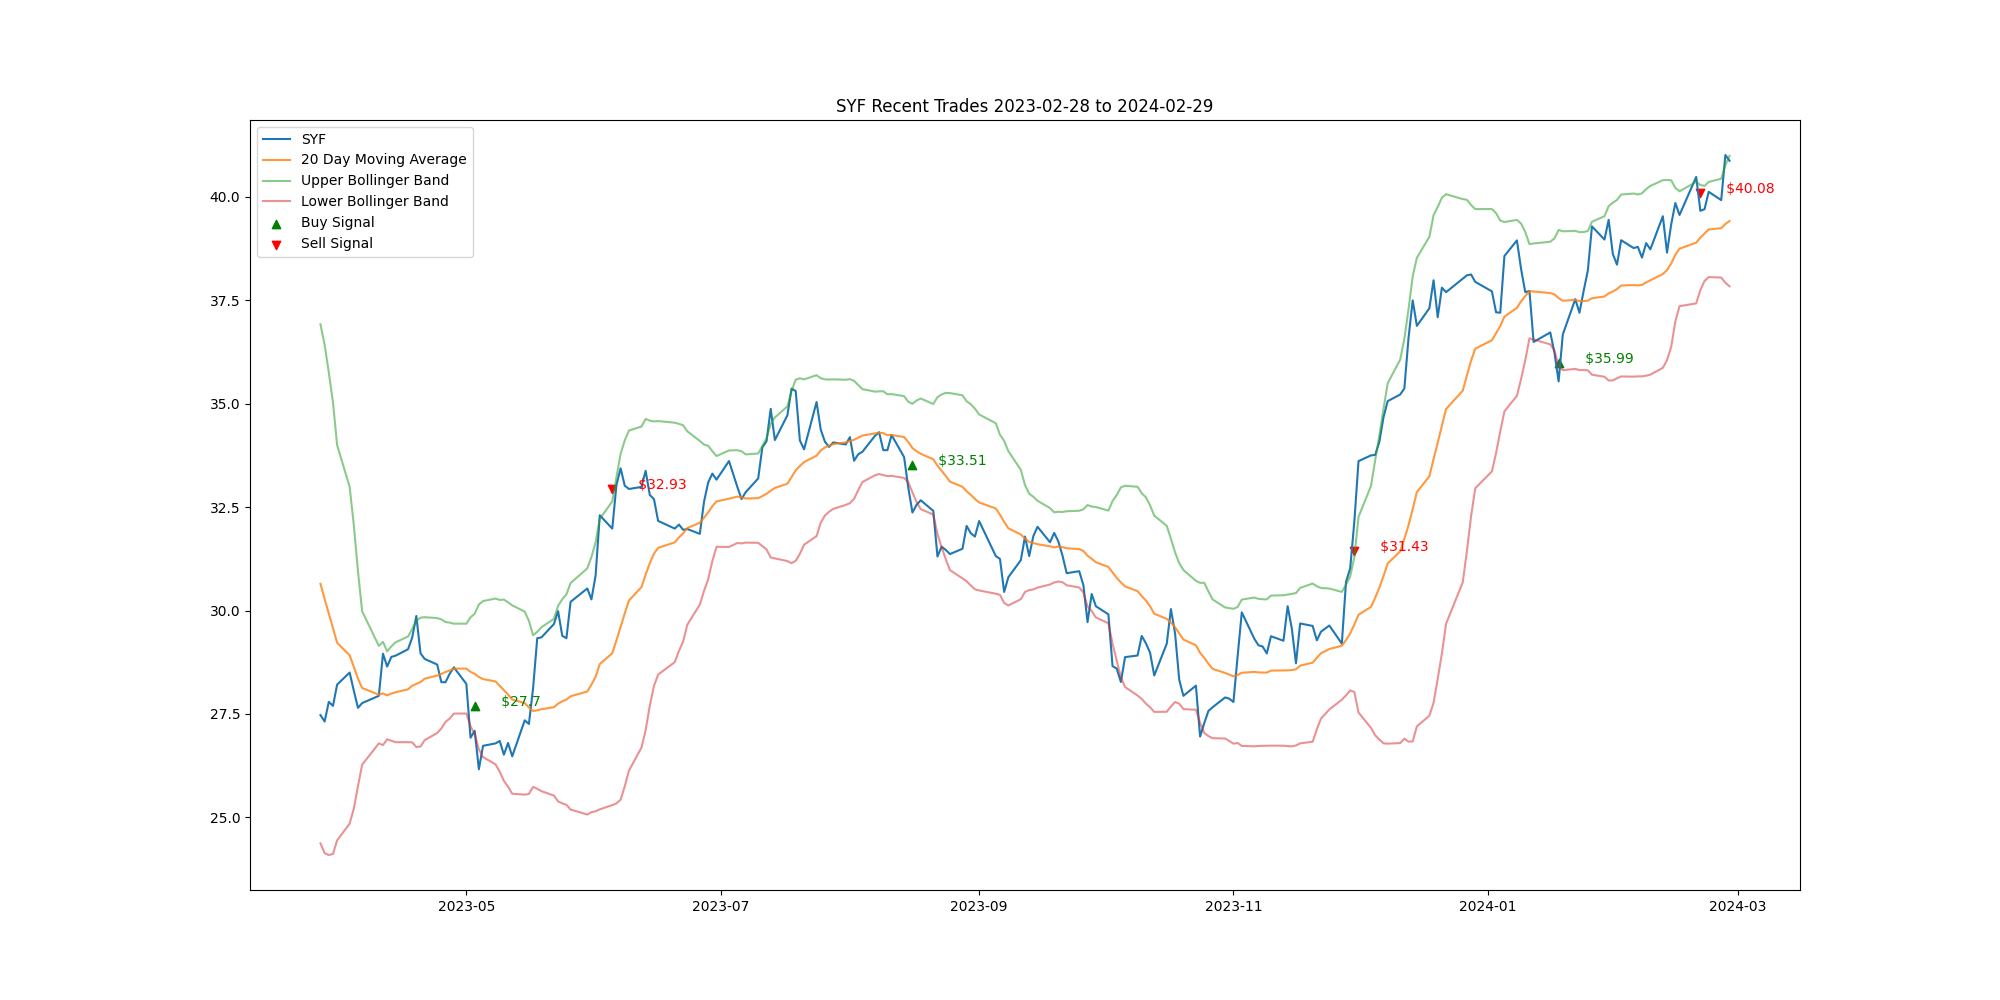 SYF Recent Trades 2023-02-28 to 2024-02-29
SYF
20 Day Moving Average
Upper Bollinger Band
Lower Bollinger Band
Buy Signal
Sell Signal
40.0
37.5
35.0
32.5
30.0
27.5
25.0
$40.08
$35.99
$33.51
$32.93
$31.43
$27.7
2023-05
2023-07
2023-09
2023-11
2024-01
2024-03